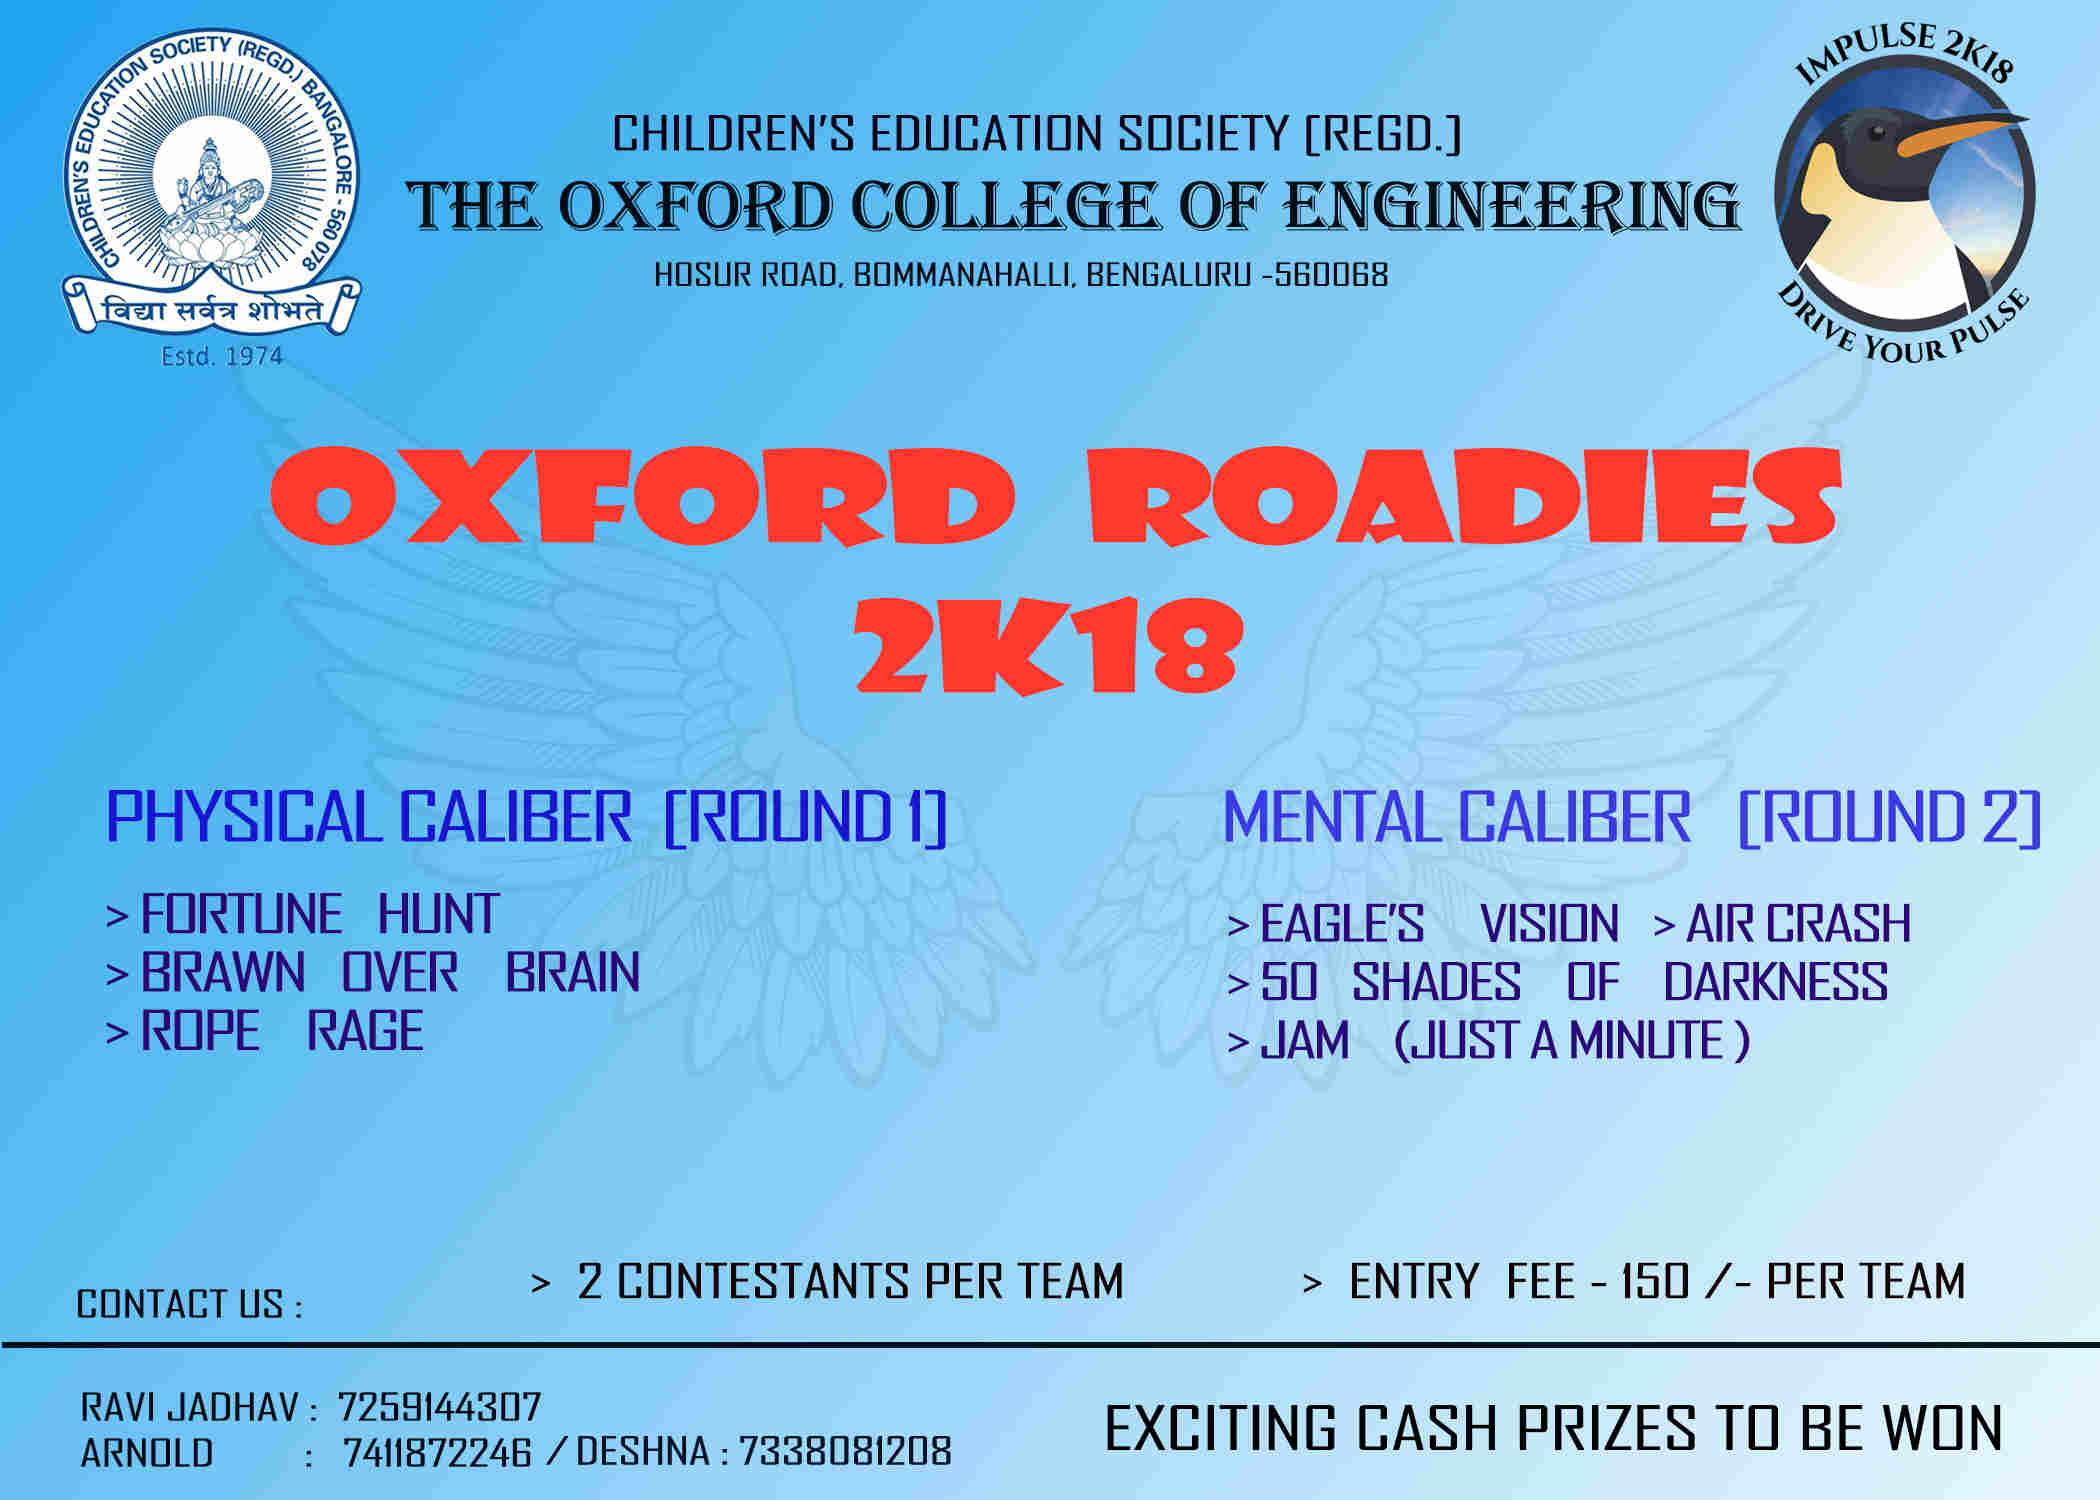 CHILDREN'S EDUCATION SOCIETY (REGD.) BANGALORE - 560 078
विद्या सर्वत्र शोभते
Estd. 1974
CHILDREN'S EDUCATION SOCIETY [REGD.]
THE OXFORD COLLEGE OF ENGINEERING
HOSUR ROAD, BOMMANAHALLI, BENGALURU -560068
IMPULSE 2K18
DRIVE YOUR PULSE
OXFORD ROADIES
2K18
PHYSICAL CALIBER [ROUND 1]
> FORTUNE HUNT
> BRAWN OVER BRAIN
> ROPE RAGE
MENTAL CALIBER [ROUND 2]
> EAGLE'S VISION > AIR CRASH
> 50 SHADES OF DARKNESS
> JAM (JUST A MINUTE )
> 2 CONTESTANTS PER TEAM
> ENTRY FEE - 150 /- PER TEAM
CONTACT US :
RAVI JADHAV : 7259144307
ARNOLD : 7411872246 / DESHNA : 7338081208
EXCITING CASH PRIZES TO BE WON